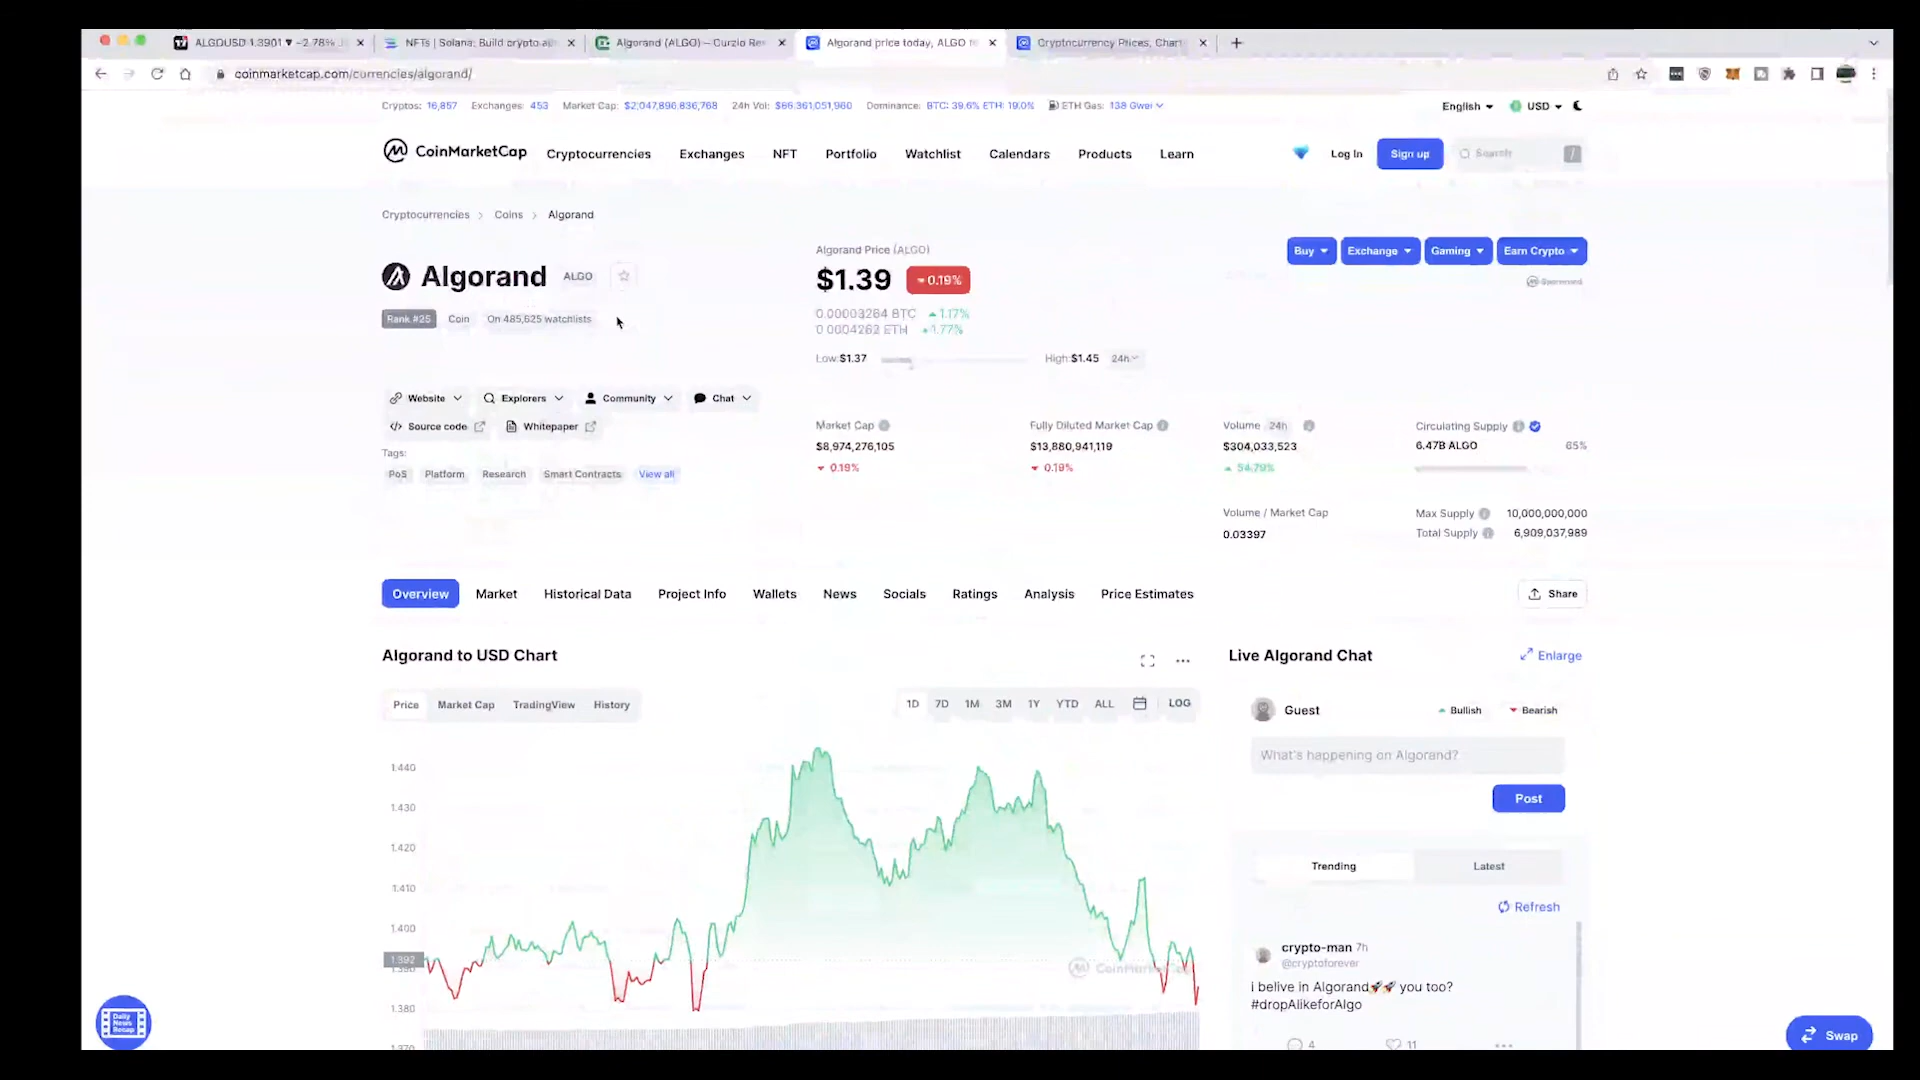 ALGOUSD 1.3901 ▼ −2.78%
NFTs | Solana: Build crypto
Algorand (ALGO) – Curzio
Algorand price today, ALGO
Cryptocurrency Prices, Chart
coinmarketcap.com/currencies/algorand/
Cryptos: 16,857 Exchanges: 453 Market Cap: $2,047,896,836,768 24h Vol: $66,361,051,960 Dominance: BTC: 39.6% ETH: 19.0% ETH Gas: 138 Gwei
English USD
CoinMarketCap Cryptocurrencies Exchanges NFT Portfolio Watchlist Calendars Products Learn
Log In Sign up Search /
Cryptocurrencies > Coins > Algorand
Algorand ALGO
Rank #25 Coin On 485,625 watchlists
Website Explorers Community Chat
Source code Whitepaper
Tags:
PoS Platform Research Smart Contracts View all
Algorand Price (ALGO)
$1.39 0.19%
0.00003264 BTC 1.17%
0.0004262 ETH 1.77%
Low: $1.37 High: $1.45 24h
Buy Exchange Gaming Earn Crypto
Sponsored
Market Cap
$8,974,276,105
0.19%
Fully Diluted Market Cap
$13,880,941,119
0.19%
Volume 24h
$304,033,523
54.79%
Volume / Market Cap
0.03397
Circulating Supply
6.47B ALGO 65%
Max Supply 10,000,000,000
Total Supply 6,909,037,989
Overview Market Historical Data Project Info Wallets News Socials Ratings Analysis Price Estimates
Share
Algorand to USD Chart
Price Market Cap TradingView History
1D 7D 1M 3M 1Y YTD ALL LOG
1.440
1.430
1.420
1.410
1.400
1.392
1.390
1.380
1.370
CoinMarketCap
Live Algorand Chat
Enlarge
Guest Bullish Bearish
What's happening on Algorand?
Post
Trending Latest
Refresh
crypto-man 7h
@cryptoforever
i belive in Algorand🚀🚀 you too?
#dropAlikeforAlgo
4 11
Daily
News
Recap
Swap